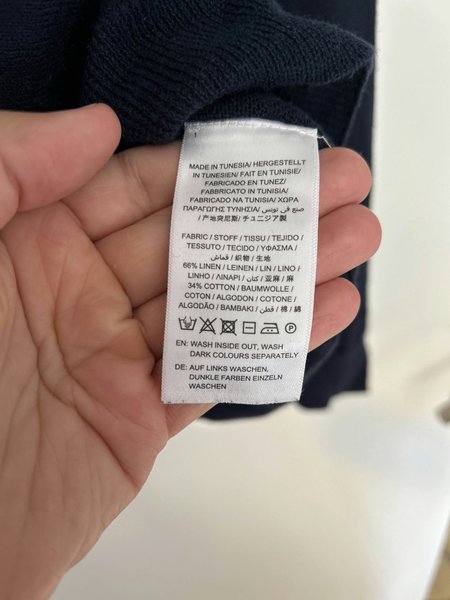 1
MADE IN TUNESIA/ HERGESTELLT
IN TUNESIEN/ FAIT EN TUNISIE/
FABRICADO EN TUNEZ/
FABBRICATO IN TUNISIA/
FABRICADO NA TUNISIA/ ΧΩΡΑ
ΠΑΡΑΓΩΓΗΣ ΤΥΝΗΣΙΑ/ صنع في تونس
/产地突尼斯/ チュニジア製
FABRIC / STOFF / TISSU / TEJIDO /
TESSUTO / TECIDO / ΥΦΑΣΜΑ /
قماش / 织物 / 生地
66% LINEN / LEINEN / LIN / LINO /
LINHO / ΛΙΝΑΡΙ / كتان / 亚麻 / 麻
34% COTTON / BAUMWOLLE /
COTON / ALGODON / COTONE /
ALGODÃO / BAMBAKI / قطن / 棉 / 綿
EN: WASH INSIDE OUT, WASH
DARK COLOURS SEPARATELY
DE: AUF LINKS WASCHEN,
DUNKLE FARBEN EINZELN
WASCHEN